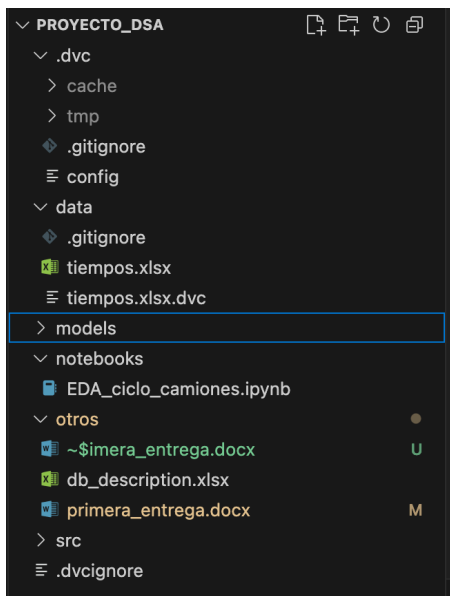 PROYECTO_DSA
.dvc
cache
tmp
.gitignore
config
data
.gitignore
tiempos.xlsx
tiempos.xlsx.dvc
models
notebooks
EDA_ciclo_camiones.ipynb
otros
~$imera_entrega.docx U
db_description.xlsx
primera_entrega.docx M
src
.dvcignore